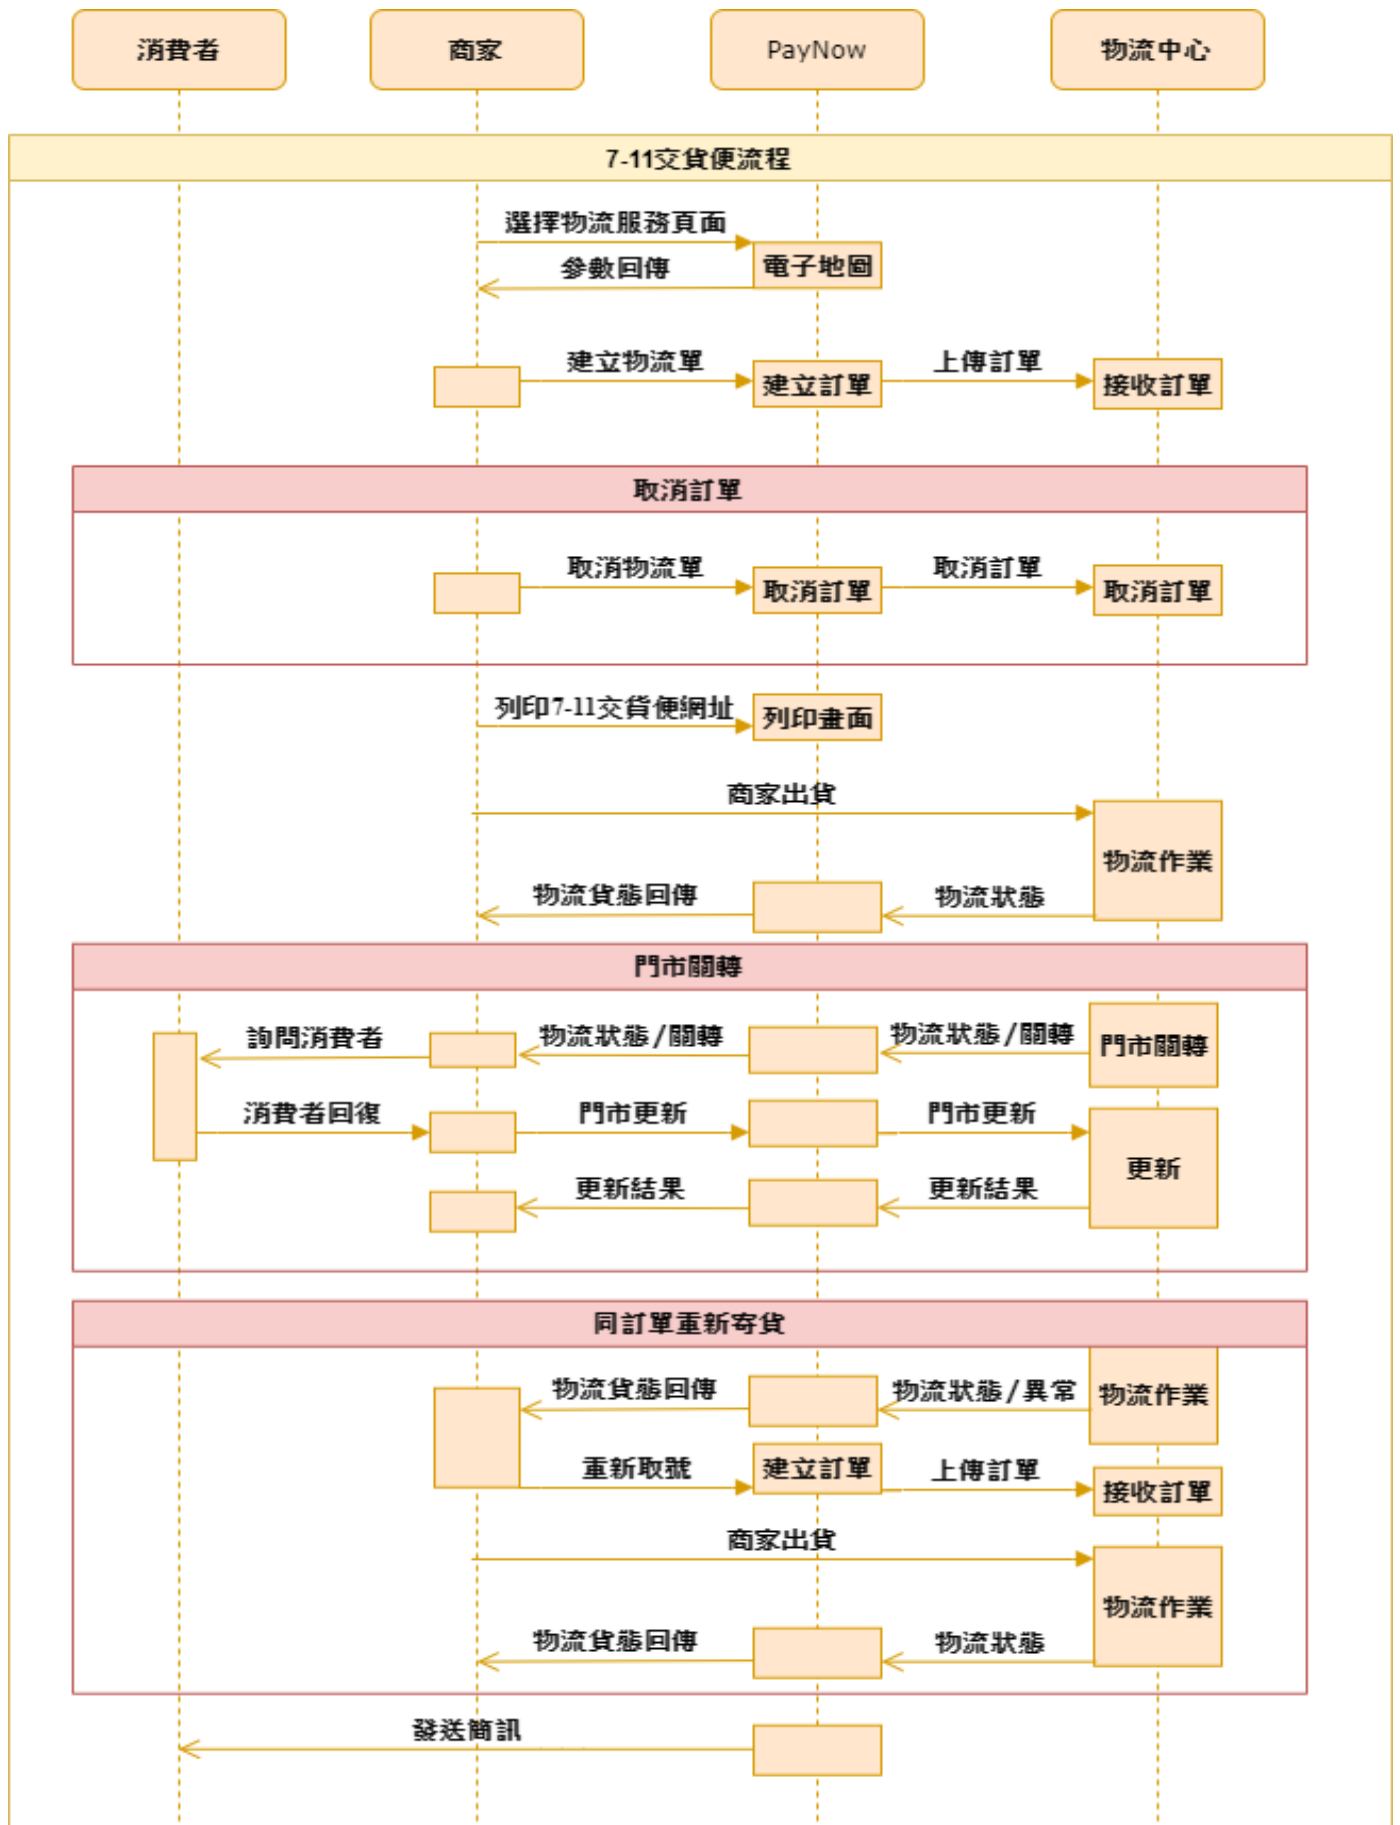 消費者
商家
PayNow
物流中心
7-11交貨便流程
選擇物流服務頁面
電子地圖
參數回傳
建立物流單
上傳訂單
建立訂單
接收訂單
取消訂單
取消物流單
取消訂單
取消訂單
取消訂單
列印7-11交貨便網址
列印畫面
商家出貨
物流作業
物流貨態回傳
物流狀態
門市關轉
詢問消費者
物流狀態/關轉
物流狀態/關轉
門市關轉
消費者回復
門市更新
門市更新
更新
更新結果
更新結果
同訂單重新寄貨
物流貨態回傳
物流狀態/異常
物流作業
重新取號
建立訂單
上傳訂單
接收訂單
商家出貨
物流作業
物流貨態回傳
物流狀態
發送簡訊